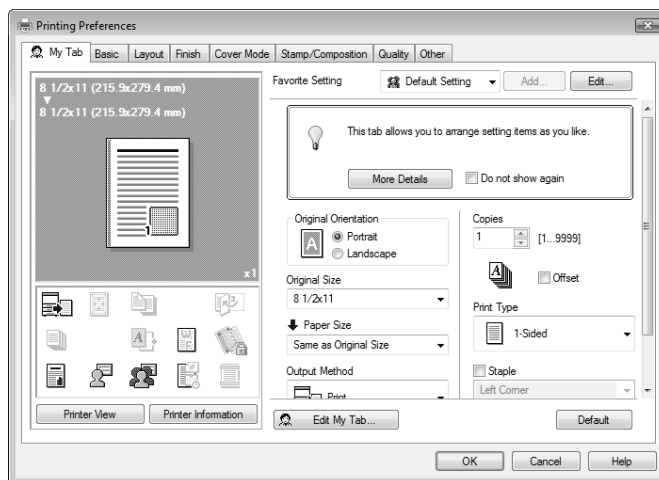 Printing Preferences
My Tab Basic Layout Finish Cover Mode Stamp/Composition Quality Other
8 1/2x11 (215.9x279.4 mm)
8 1/2x11 (215.9x279.4 mm)
1
x1
Printer View Printer Information
Favorite Setting Default Setting Add... Edit...
This tab allows you to arrange setting items as you like.
More Details Do not show again
Original Orientation
A Portrait
Landscape
Original Size
8 1/2x11
Paper Size
Same as Original Size
Output Method
Print
Copies
1 [1...9999]
Offset
Print Type
1-Sided
Staple
Left Corner
Edit My Tab... Default
OK Cancel Help